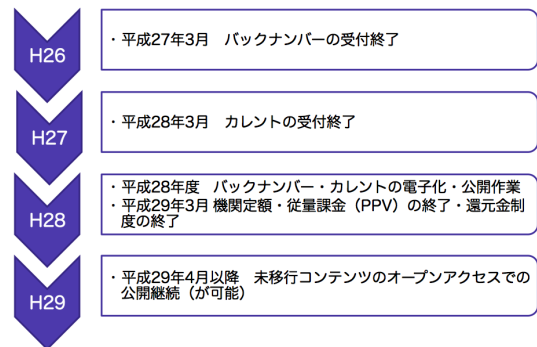 H26
・平成27年3月　バックナンバーの受付終了
H27
・平成28年3月　カレントの受付終了
H28
・平成28年度　バックナンバー・カレントの電子化・公開作業
・平成29年3月 機関定額・従量課金（PPV）の終了・還元金制
度の終了
H29
・平成29年4月以降　未移行コンテンツのオープンアクセスでの
公開継続（が可能）